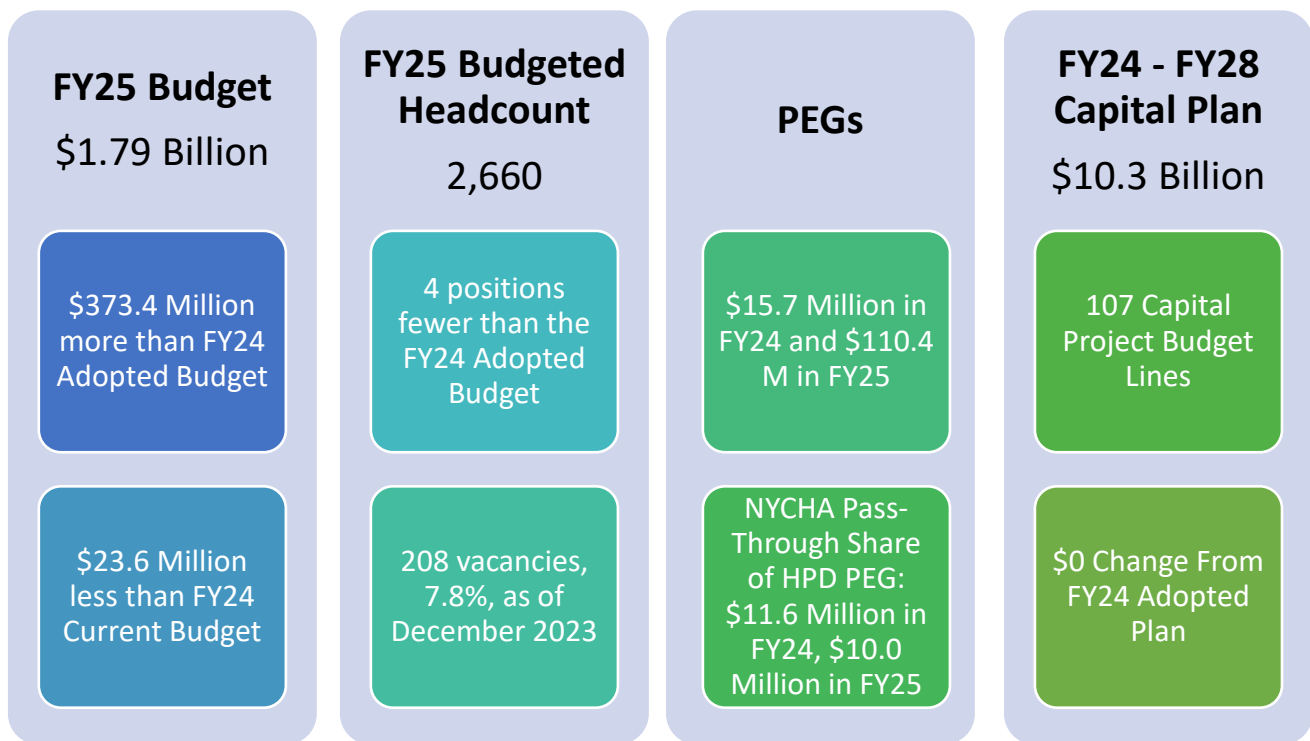 FY25 Budget
$1.79 Billion
$373.4 Million
more than FY24
Adopted Budget
$23.6 Million
less than FY24
Current Budget
FY25 Budgeted
Headcount
2,660
4 positions
fewer than the
FY24 Adopted
Budget
208 vacancies,
7.8%, as of
December 2023
PEGs
$15.7 Million in
FY24 and $110.4
M in FY25
NYCHA Pass-
Through Share
of HPD PEG:
$11.6 Million in
FY24, $10.0
Million in FY25
FY24 - FY28
Capital Plan
$10.3 Billion
107 Capital
Project Budget
Lines
$0 Change From
FY24 Adopted
Plan